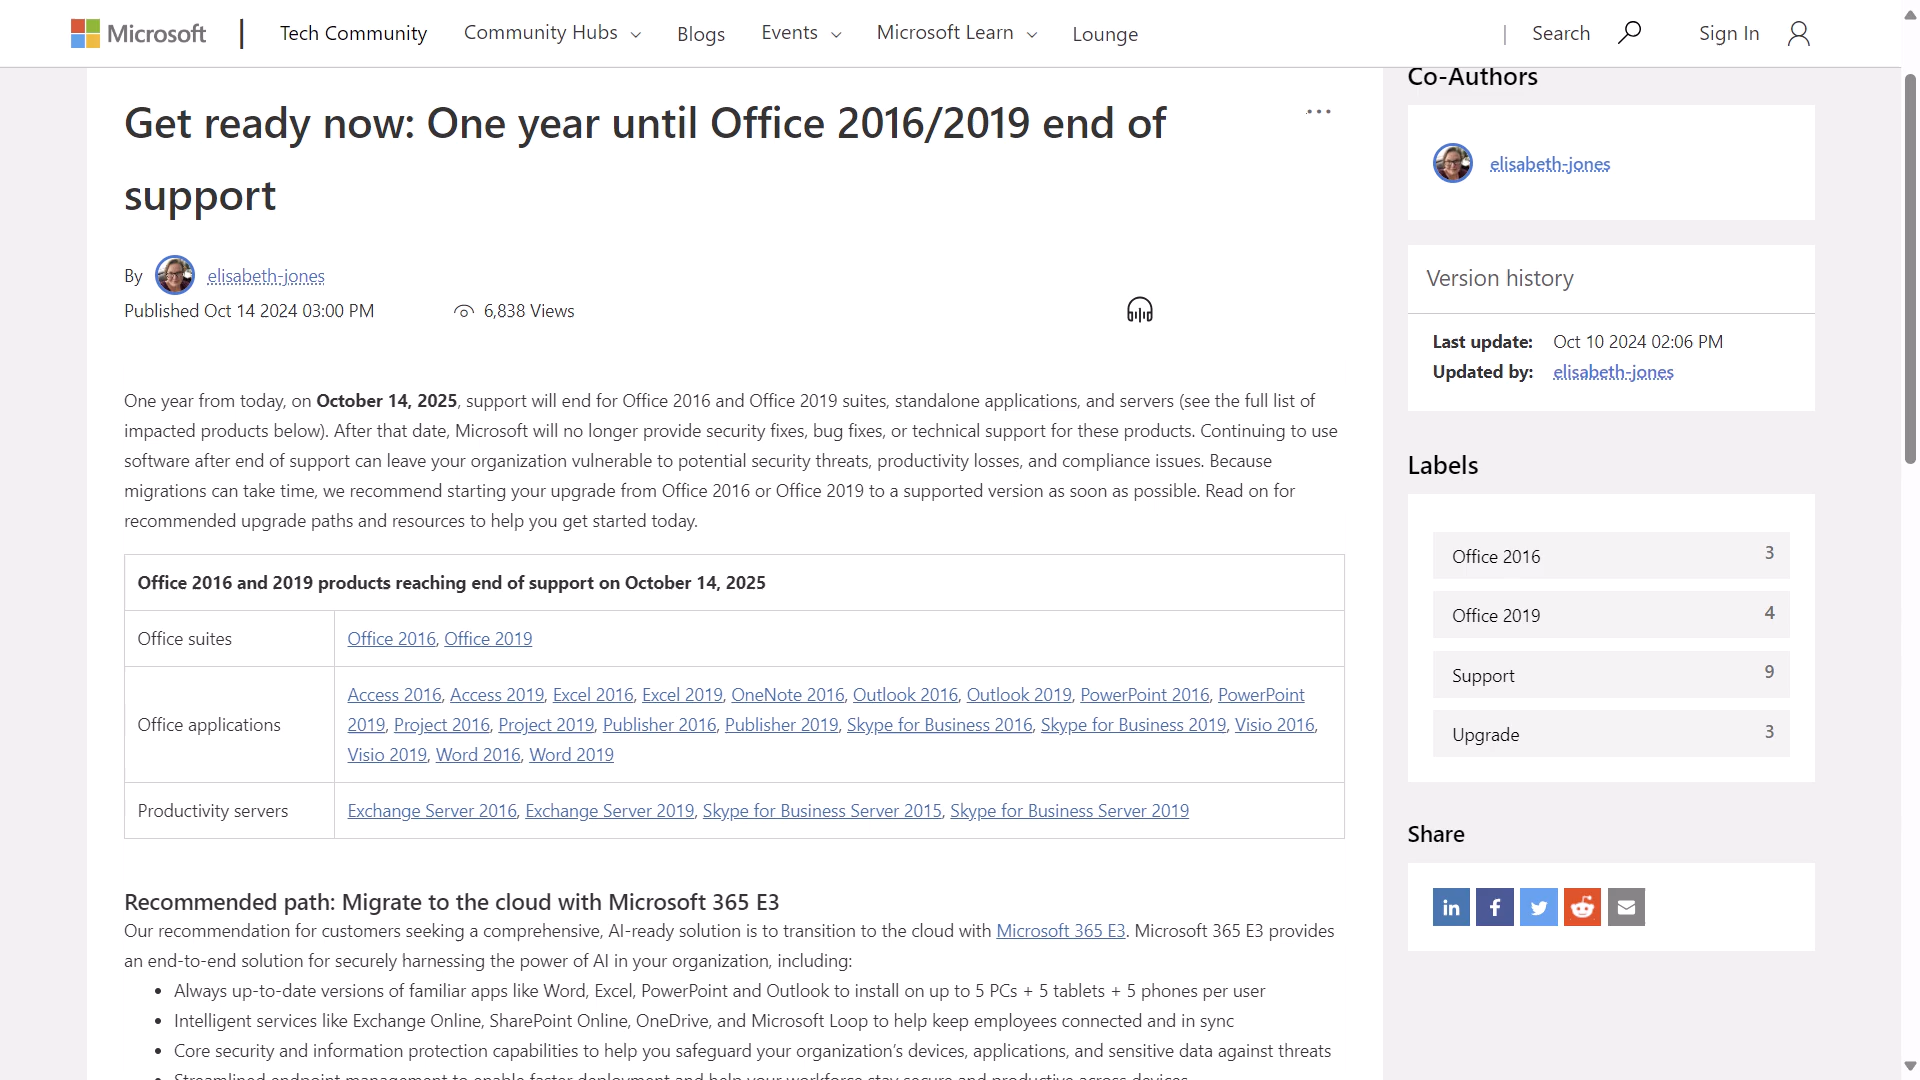 Microsoft | Tech Community Community Hubs Blogs Events Microsoft Learn Lounge | Search Sign In
Get ready now: One year until Office 2016/2019 end of
support
By elisabeth-jones
Published Oct 14 2024 03:00 PM 6,838 Views
One year from today, on October 14, 2025, support will end for Office 2016 and Office 2019 suites, standalone applications, and servers (see the full list of
impacted products below). After that date, Microsoft will no longer provide security fixes, bug fixes, or technical support for these products. Continuing to use
software after end of support can leave your organization vulnerable to potential security threats, productivity losses, and compliance issues. Because
migrations can take time, we recommend starting your upgrade from Office 2016 or Office 2019 to a supported version as soon as possible. Read on for
recommended upgrade paths and resources to help you get started today.
Office 2016 and 2019 products reaching end of support on October 14, 2025
Office suites Office 2016, Office 2019
Access 2016, Access 2019, Excel 2016, Excel 2019, OneNote 2016, Outlook 2016, Outlook 2019, PowerPoint 2016, PowerPoint
Office applications 2019, Project 2016, Project 2019, Publisher 2016, Publisher 2019, Skype for Business 2016, Skype for Business 2019, Visio 2016,
Visio 2019, Word 2016, Word 2019
Productivity servers Exchange Server 2016, Exchange Server 2019, Skype for Business Server 2015, Skype for Business Server 2019
Recommended path: Migrate to the cloud with Microsoft 365 E3
Our recommendation for customers seeking a comprehensive, AI-ready solution is to transition to the cloud with Microsoft 365 E3. Microsoft 365 E3 provides
an end-to-end solution for securely harnessing the power of AI in your organization, including:
• Always up-to-date versions of familiar apps like Word, Excel, PowerPoint and Outlook to install on up to 5 PCs + 5 tablets + 5 phones per user
• Intelligent services like Exchange Online, SharePoint Online, OneDrive, and Microsoft Loop to help keep employees connected and in sync
• Core security and information protection capabilities to help you safeguard your organization's devices, applications, and sensitive data against threats
• Streamlined endpoint management to enable faster deployment and help your workforce stay secure and productive across devices
Co-Authors
elisabeth-jones
Version history
Last update: Oct 10 2024 02:06 PM
Updated by: elisabeth-jones
Labels
Office 2016 3
Office 2019 4
Support 9
Upgrade 3
Share